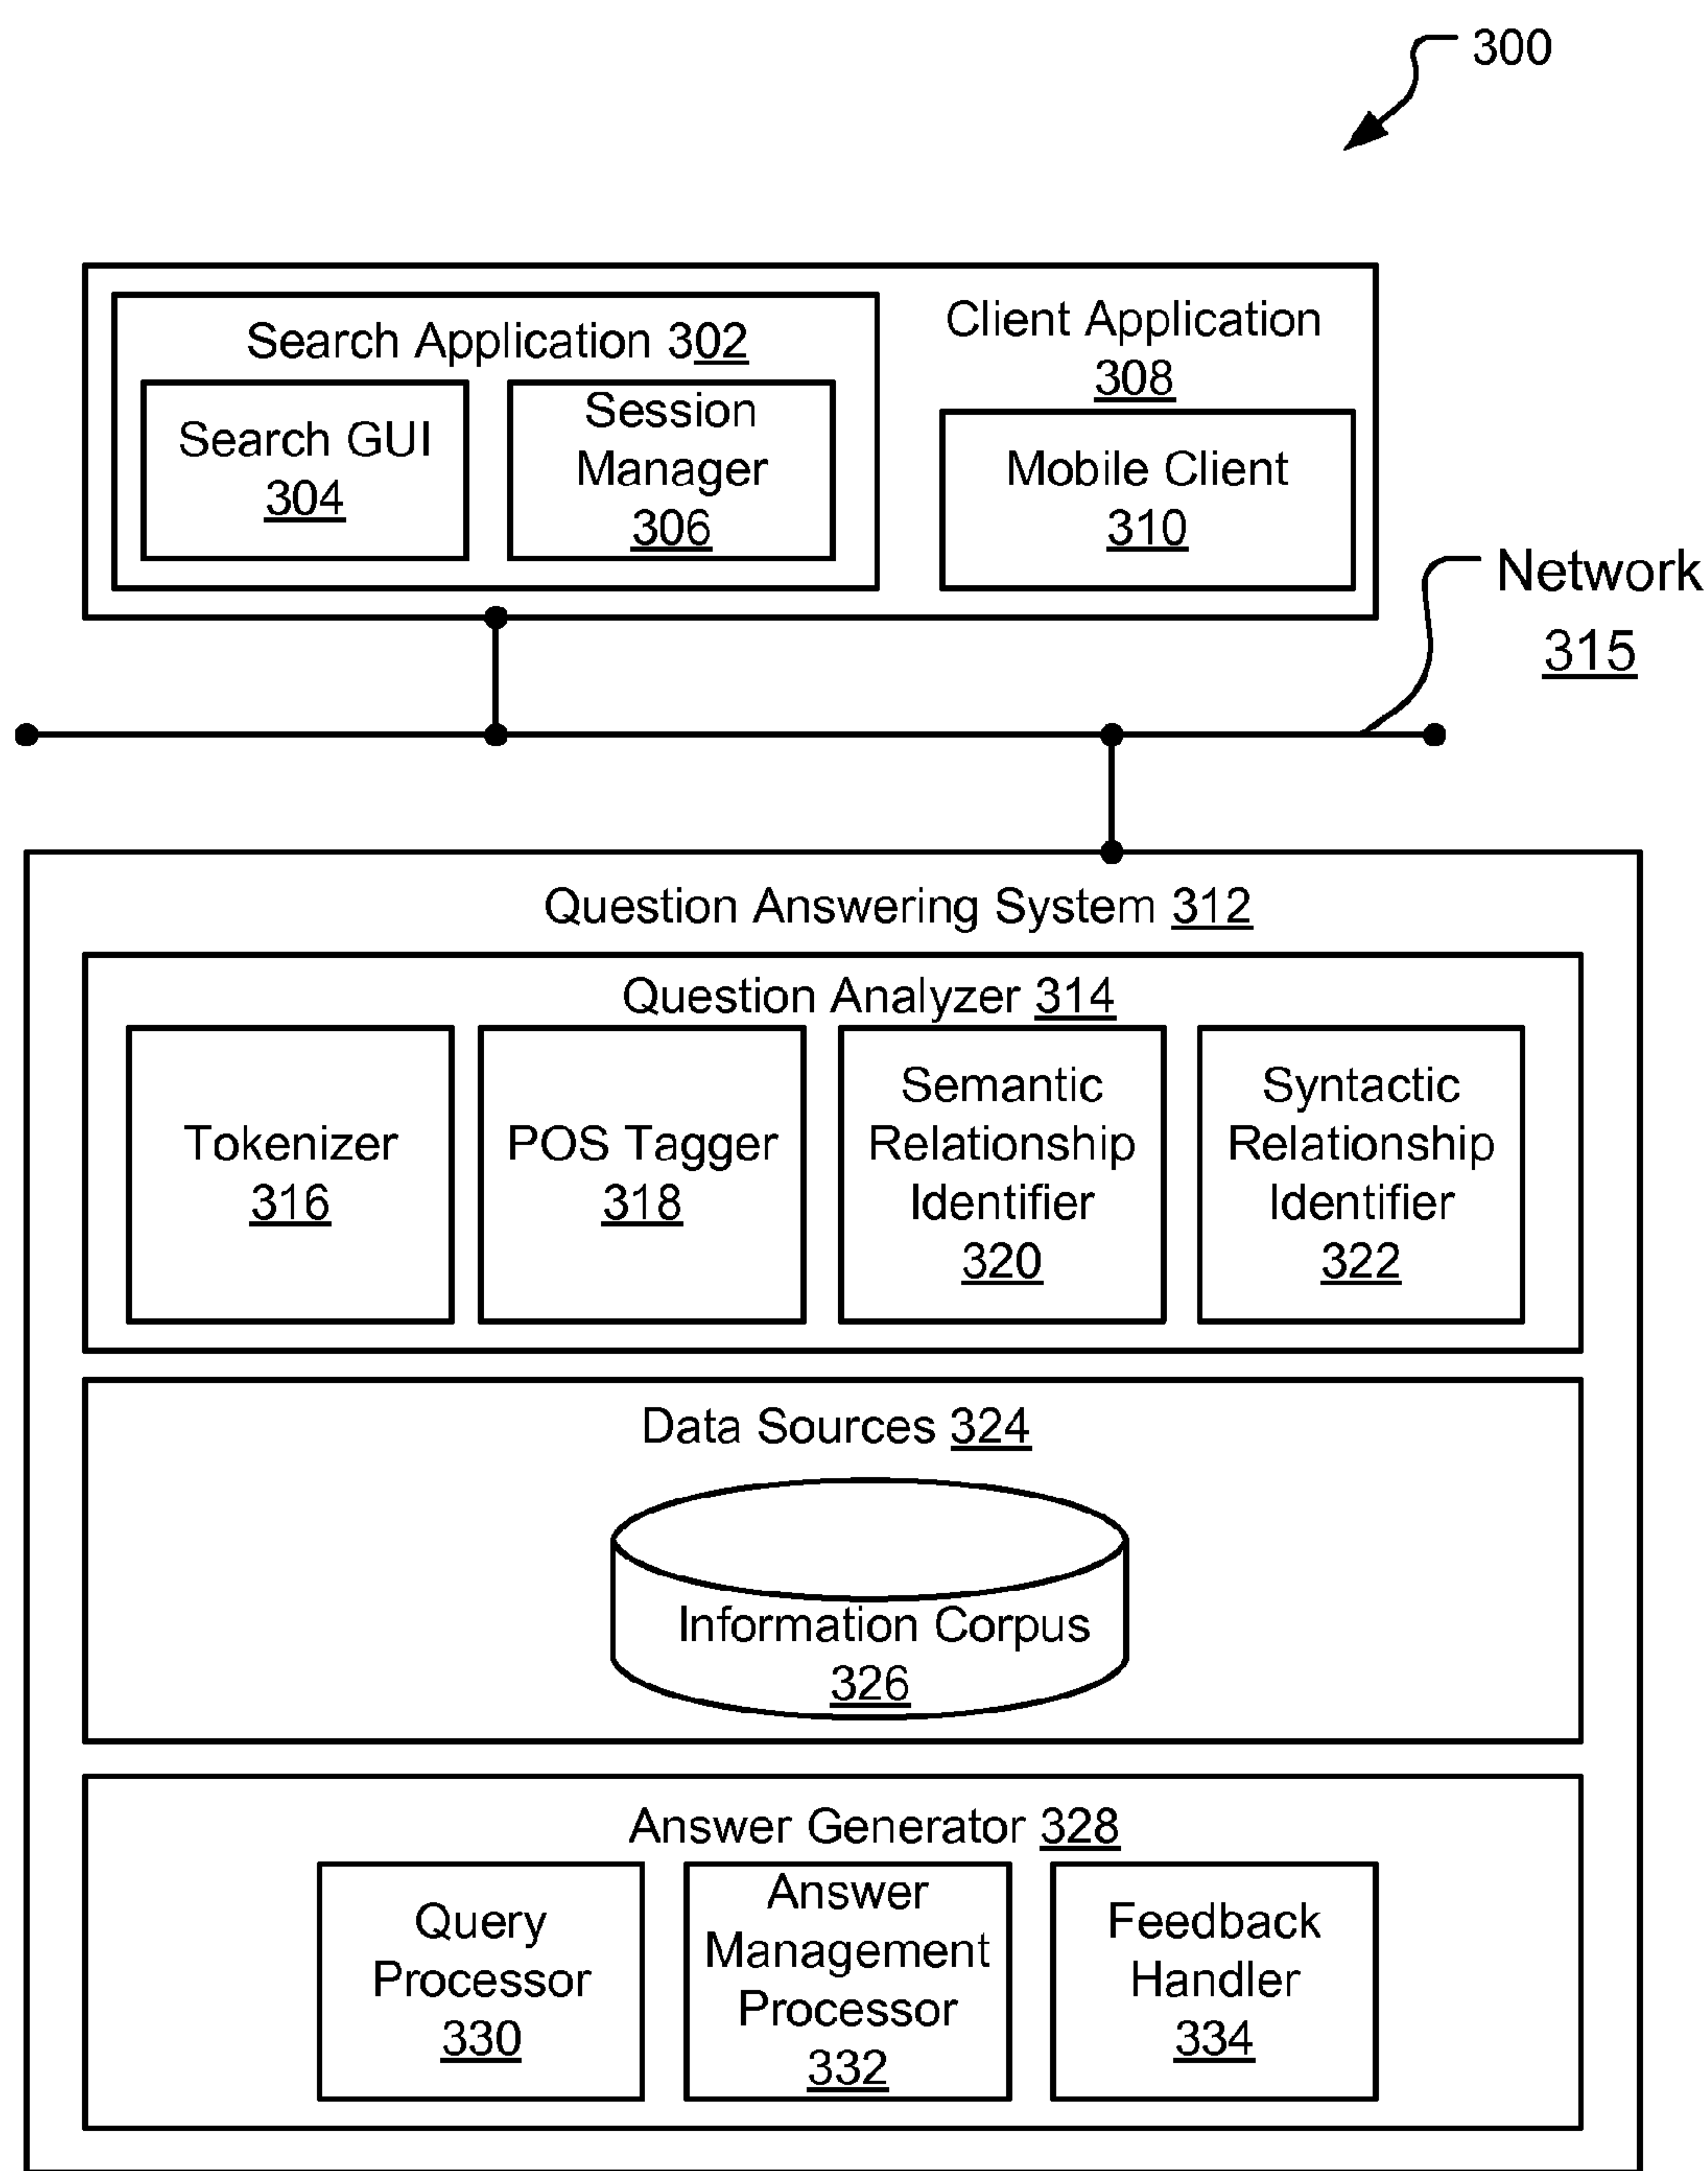 300
Search Application 302
Search GUI
304
Session
Manager
306
Client Application
308
Mobile Client
310
Network
315
Question Answering System 312
Question Analyzer 314
Tokenizer
316
POS Tagger
318
Semantic
Relationship
Identifier
320
Syntactic
Relationship
Identifier
322
Data Sources 324
Information Corpus
326
Answer Generator 328
Query
Processor
330
Answer
Management
Processor
332
Feedback
Handler
334